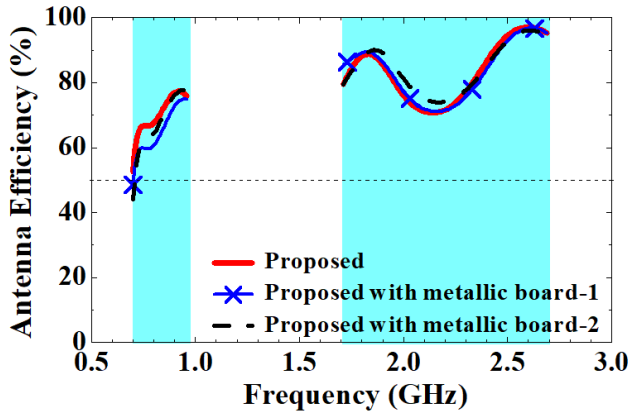 Antenna Efficiency (%)
100
80
60
40
20
0
Proposed
Proposed with metallic board-1
Proposed with metallic board-2
0.5 1.0 1.5 2.0 2.5 3.0
Frequency (GHz)